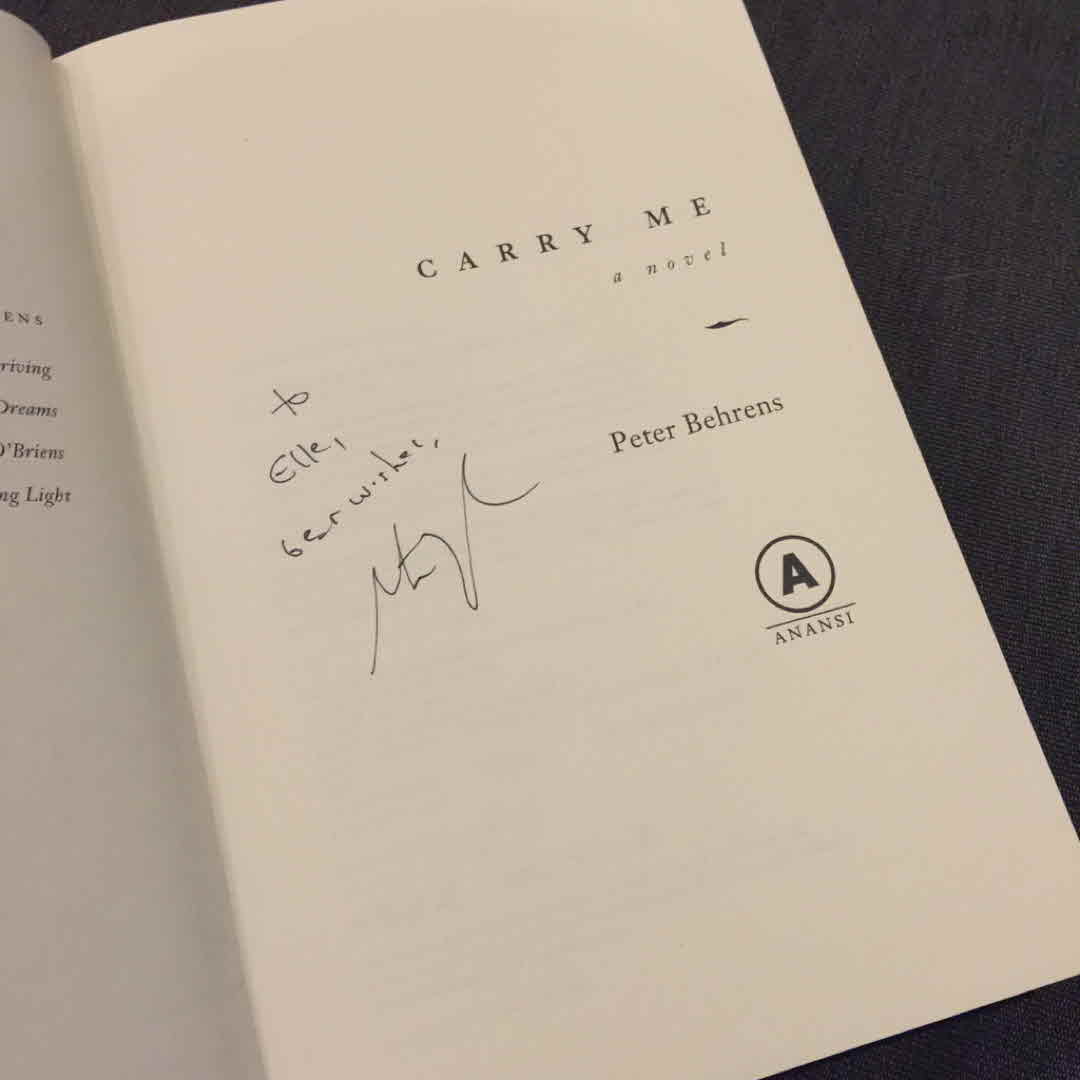 ENS
riving
Dreams
O'Briens
ng Light
CARRY ME
a novel
to
Elle,
best wishes,
Peter Behrens
A
ANANSI